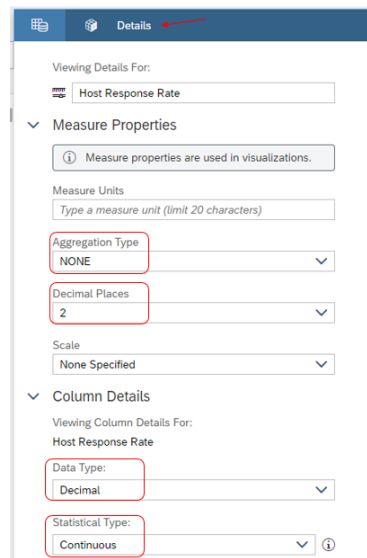 Details
Viewing Details For:
Host Response Rate
Measure Properties
Measure properties are used in visualizations.
Measure Units
Type a measure unit (limit 20 characters)
Aggregation Type
NONE
Decimal Places
2
Scale
None Specified
Column Details
Viewing Column Details For:
Host Response Rate
Data Type:
Decimal
Statistical Type:
Continuous